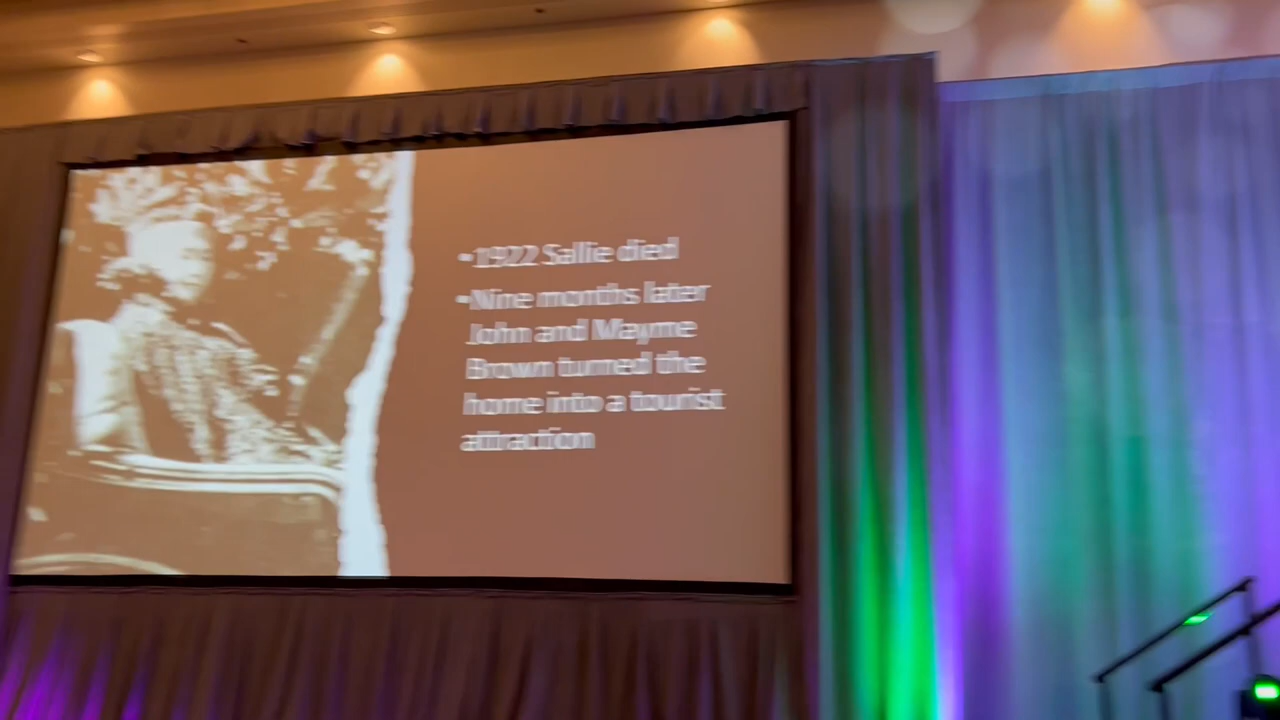 •1922 Sallie died
•Nine months later
John and Mayme
Brown turned the
home into a tourist
attraction